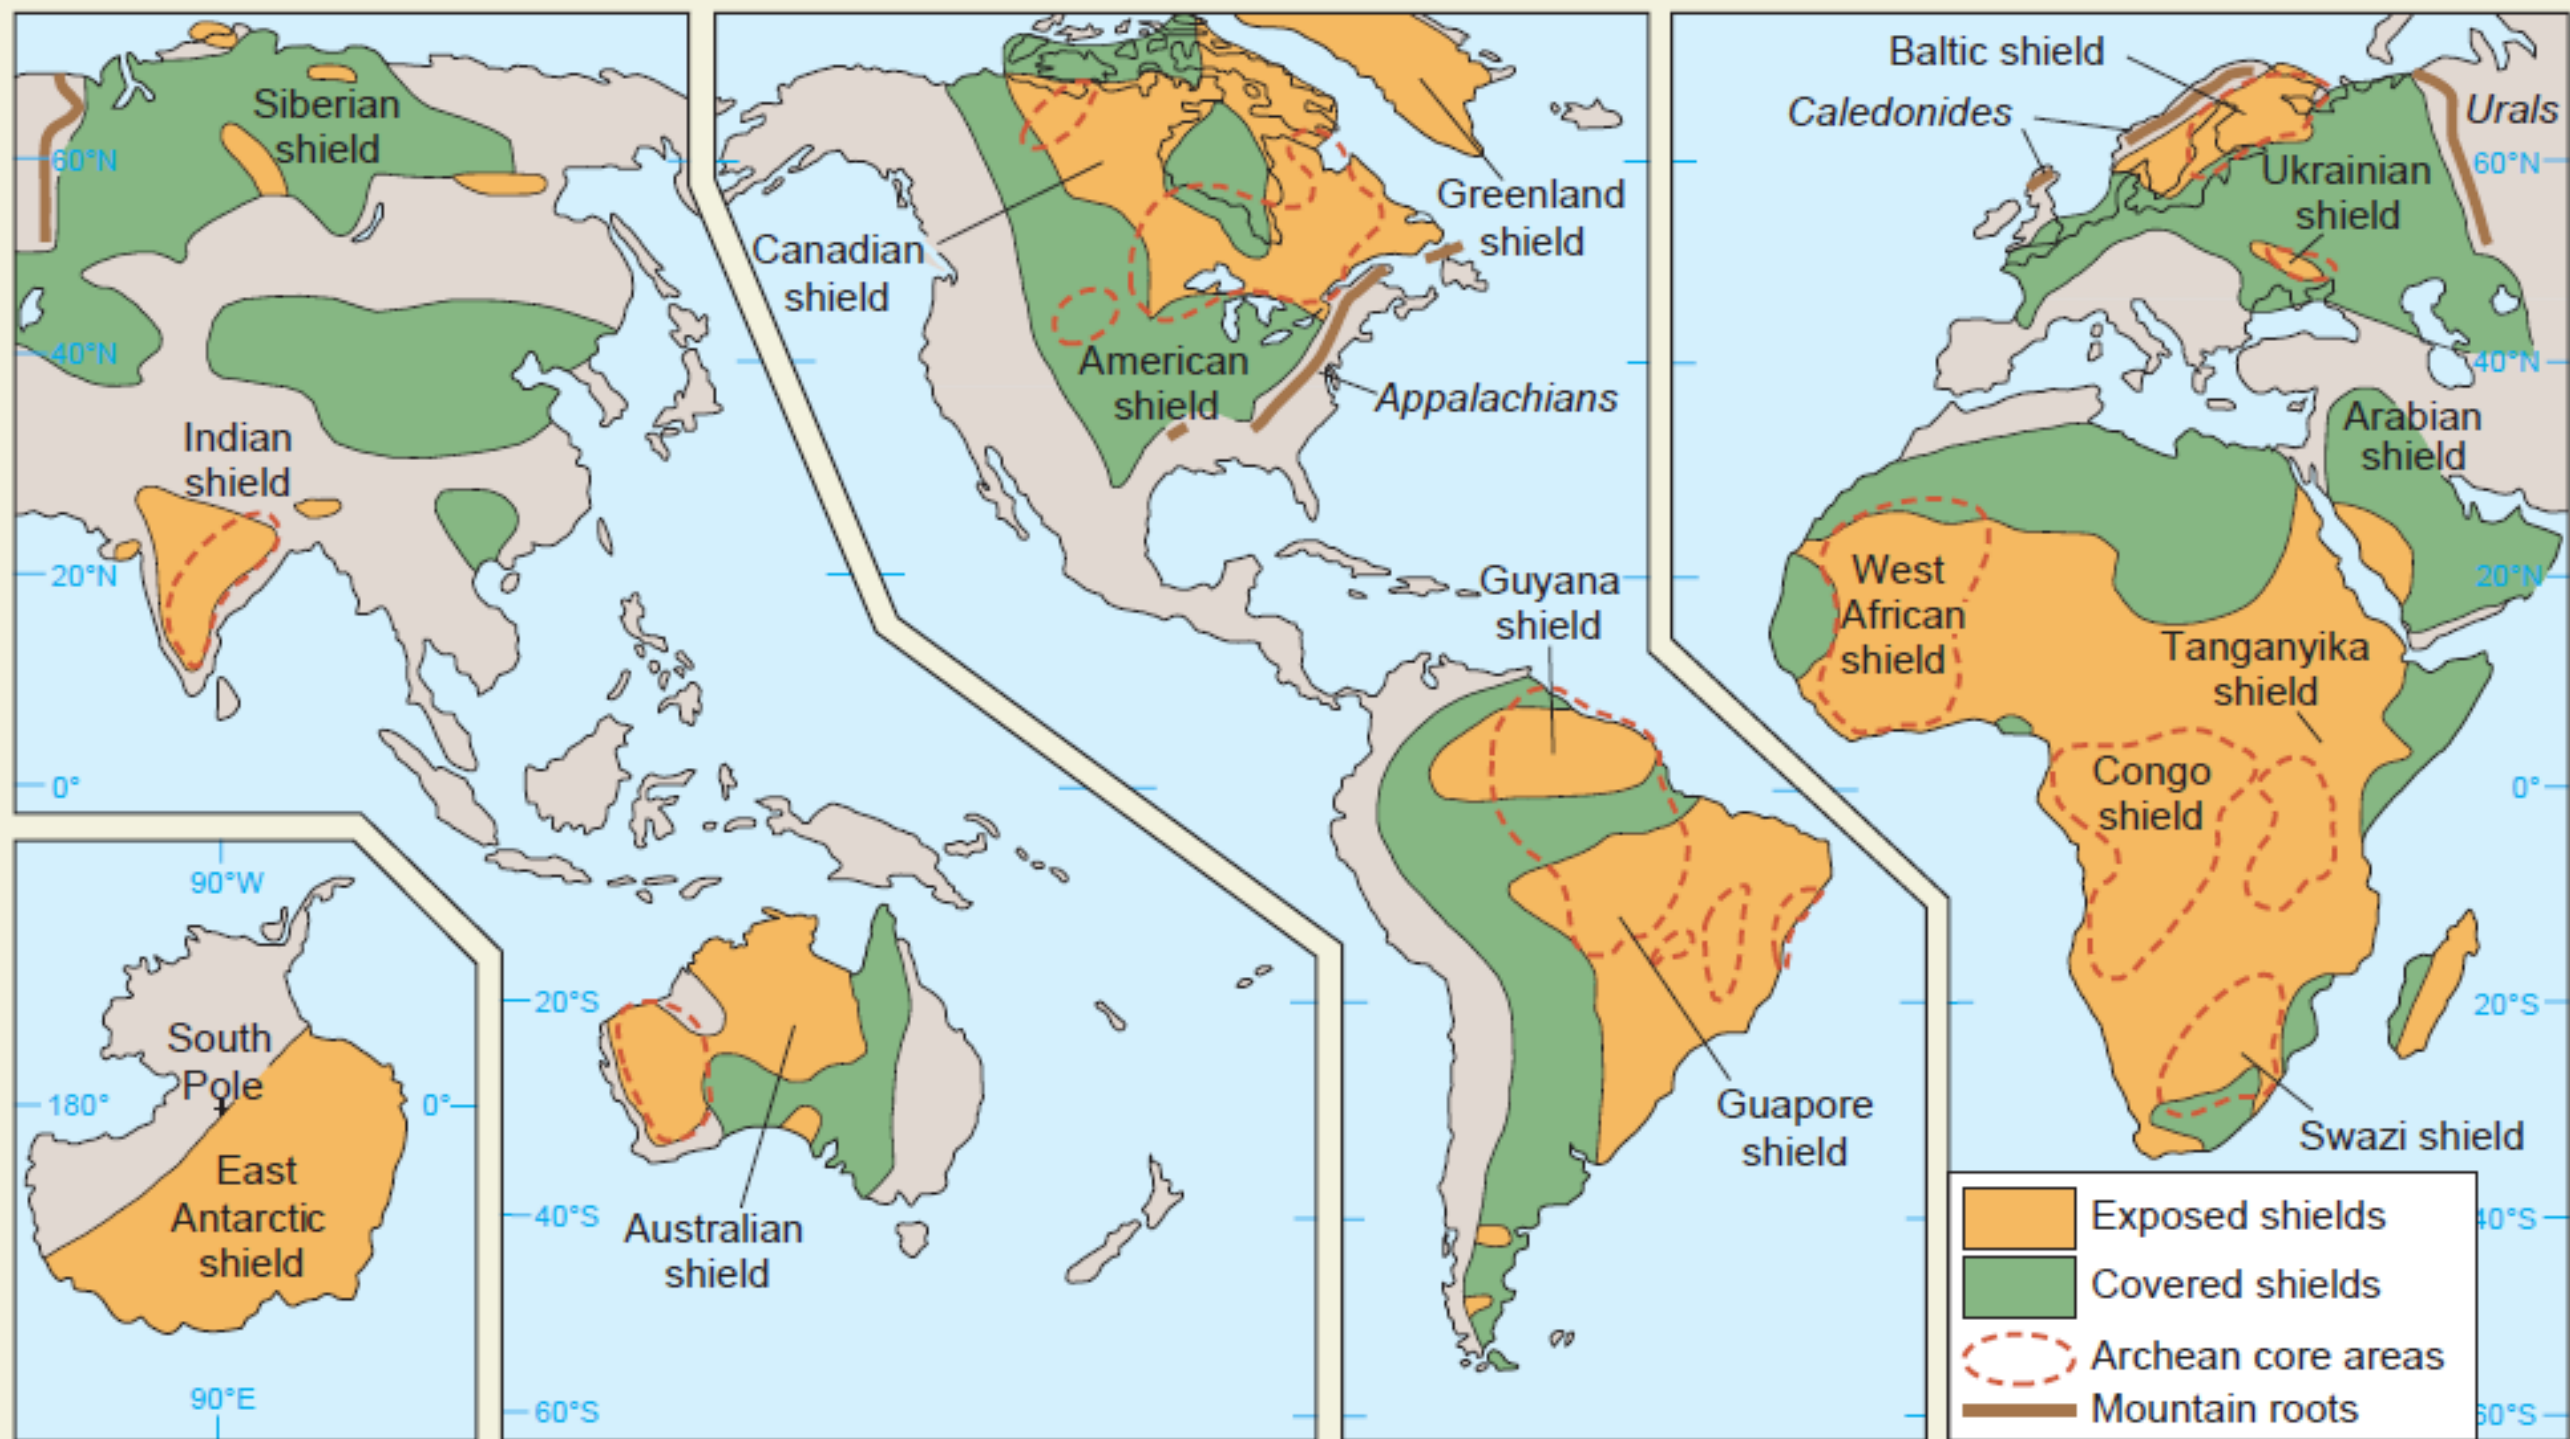 Siberian
shield
60°N
40°N
Indian
shield
20°N
0°
90°W
South
Pole
180°
0°
East
Antarctic
shield
90°E
20°S
40°S
60°S
Australian
shield
Canadian
shield
Greenland
shield
American
shield
Appalachians
Guyana
shield
Guapore
shield
Baltic shield
Caledonides
Urals
60°N
Ukrainian
shield
40°N
Arabian
shield
West
African
shield
20°N
Tanganyika
shield
Congo
shield
0°
20°S
Swazi shield
40°S
60°S
Exposed shields
Covered shields
Archean core areas
Mountain roots